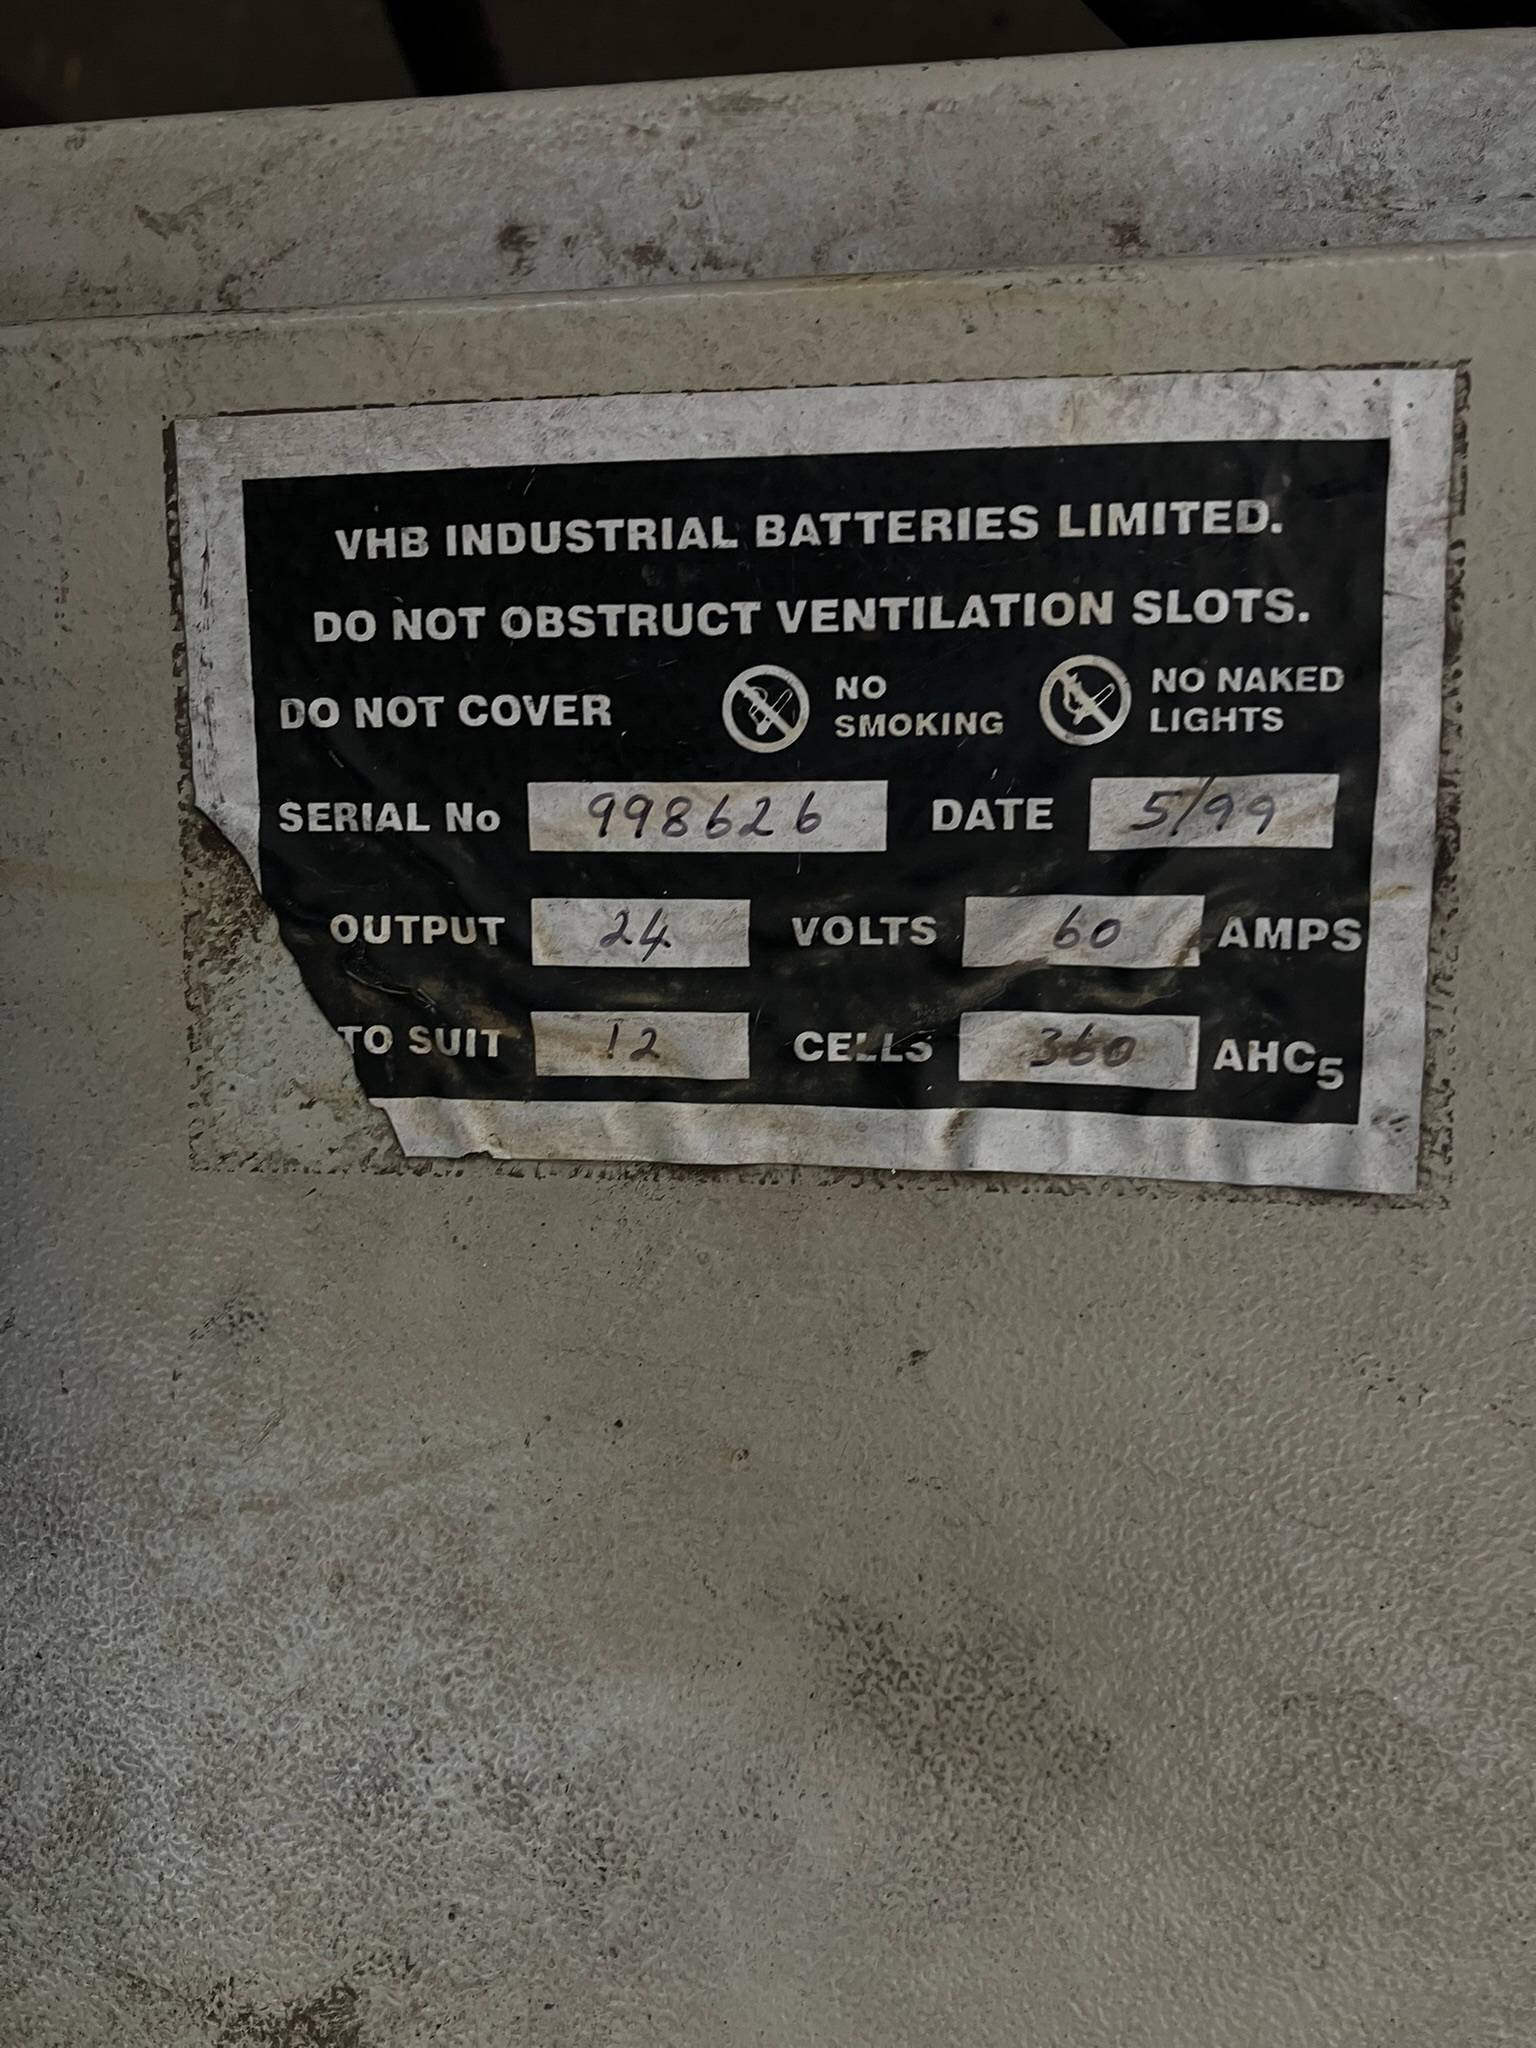 VHB INDUSTRIAL BATTERIES LIMITED.
DO NOT OBSTRUCT VENTILATION SLOTS.
DO NOT COVER NO SMOKING NO NAKED LIGHTS
SERIAL No 998626 DATE 5/99
OUTPUT 24 VOLTS 60 AMPS
TO SUIT 12 CELLS 360 AHC5